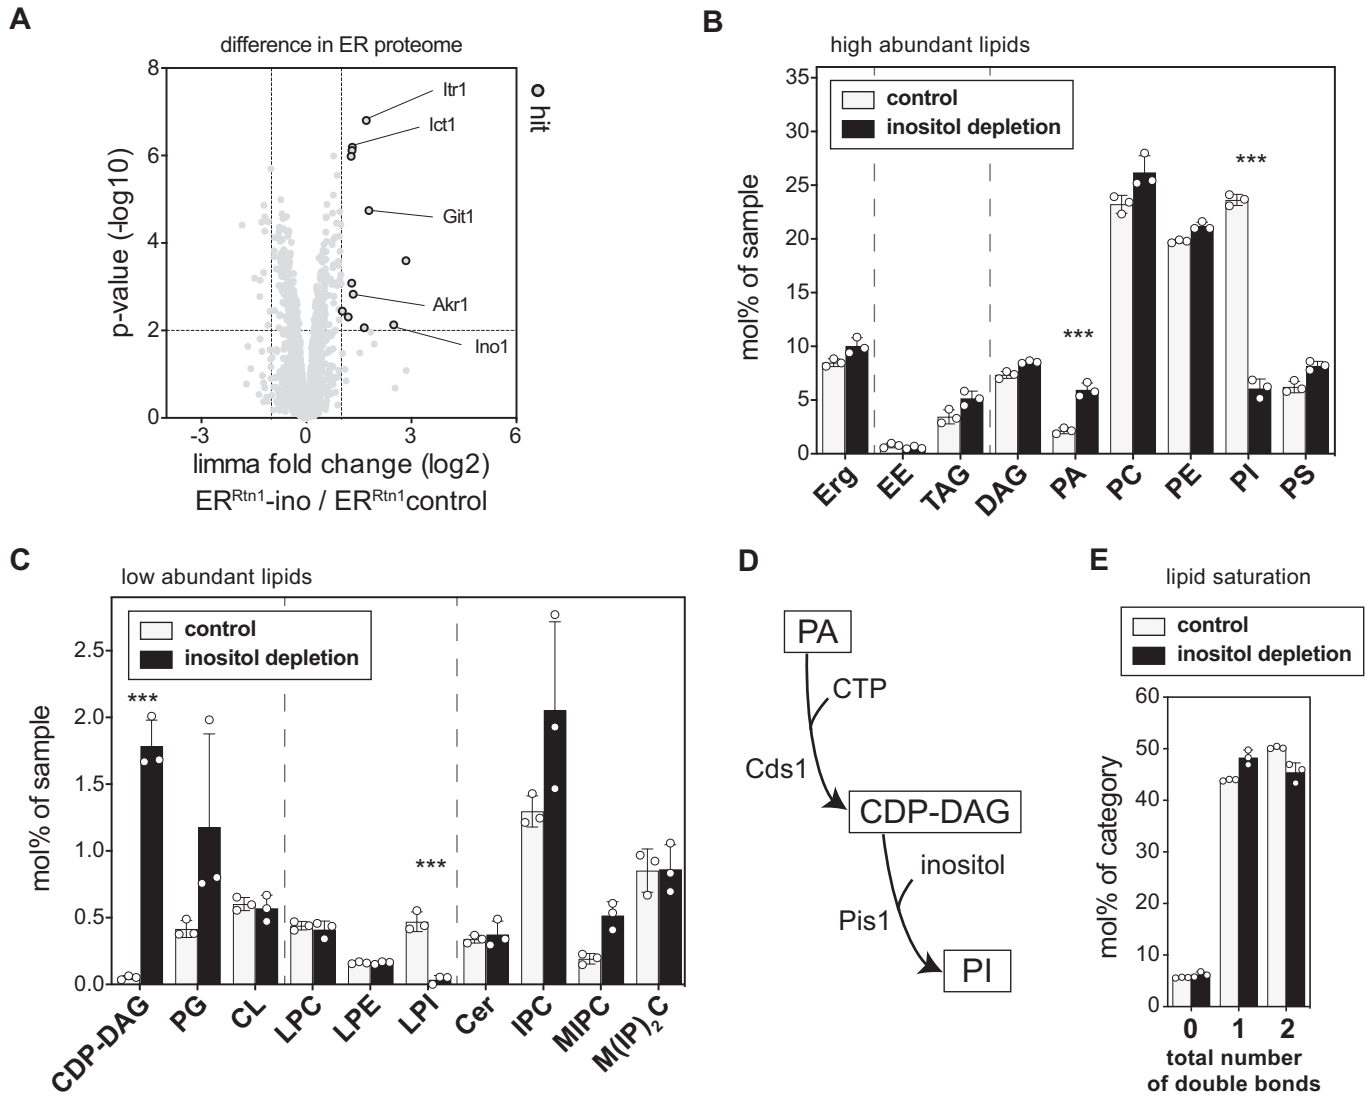 A
difference in ER proteome
8
6
4
2
0
p-value (-log10)
Itr1
Ict1
Git1
Akr1
Ino1
hit
-3
0
3
6
limma fold change (log2)
ER^Rtn1-ino / ER^Rtn1 control
B
high abundant lipids
35
30
25
20
15
10
5
0
mol% of sample
control
inositol depletion
***
***
Erg
EE
TAG
DAG
PA
PC
PE
PI
PS
C
low abundant lipids
2.5
2.0
1.5
1.0
0.5
0.0
mol% of sample
control
inositol depletion
***
***
CDP-DAG
PG
CL
LPC
LPE
LPI
Cer
IPC
MIPC
M(IP)₂C
D
PA
CTP
Cds1
CDP-DAG
inositol
Pis1
PI
E
lipid saturation
control
inositol depletion
60
50
40
30
20
10
0
mol% of category
0
1
2
total number
of double bonds